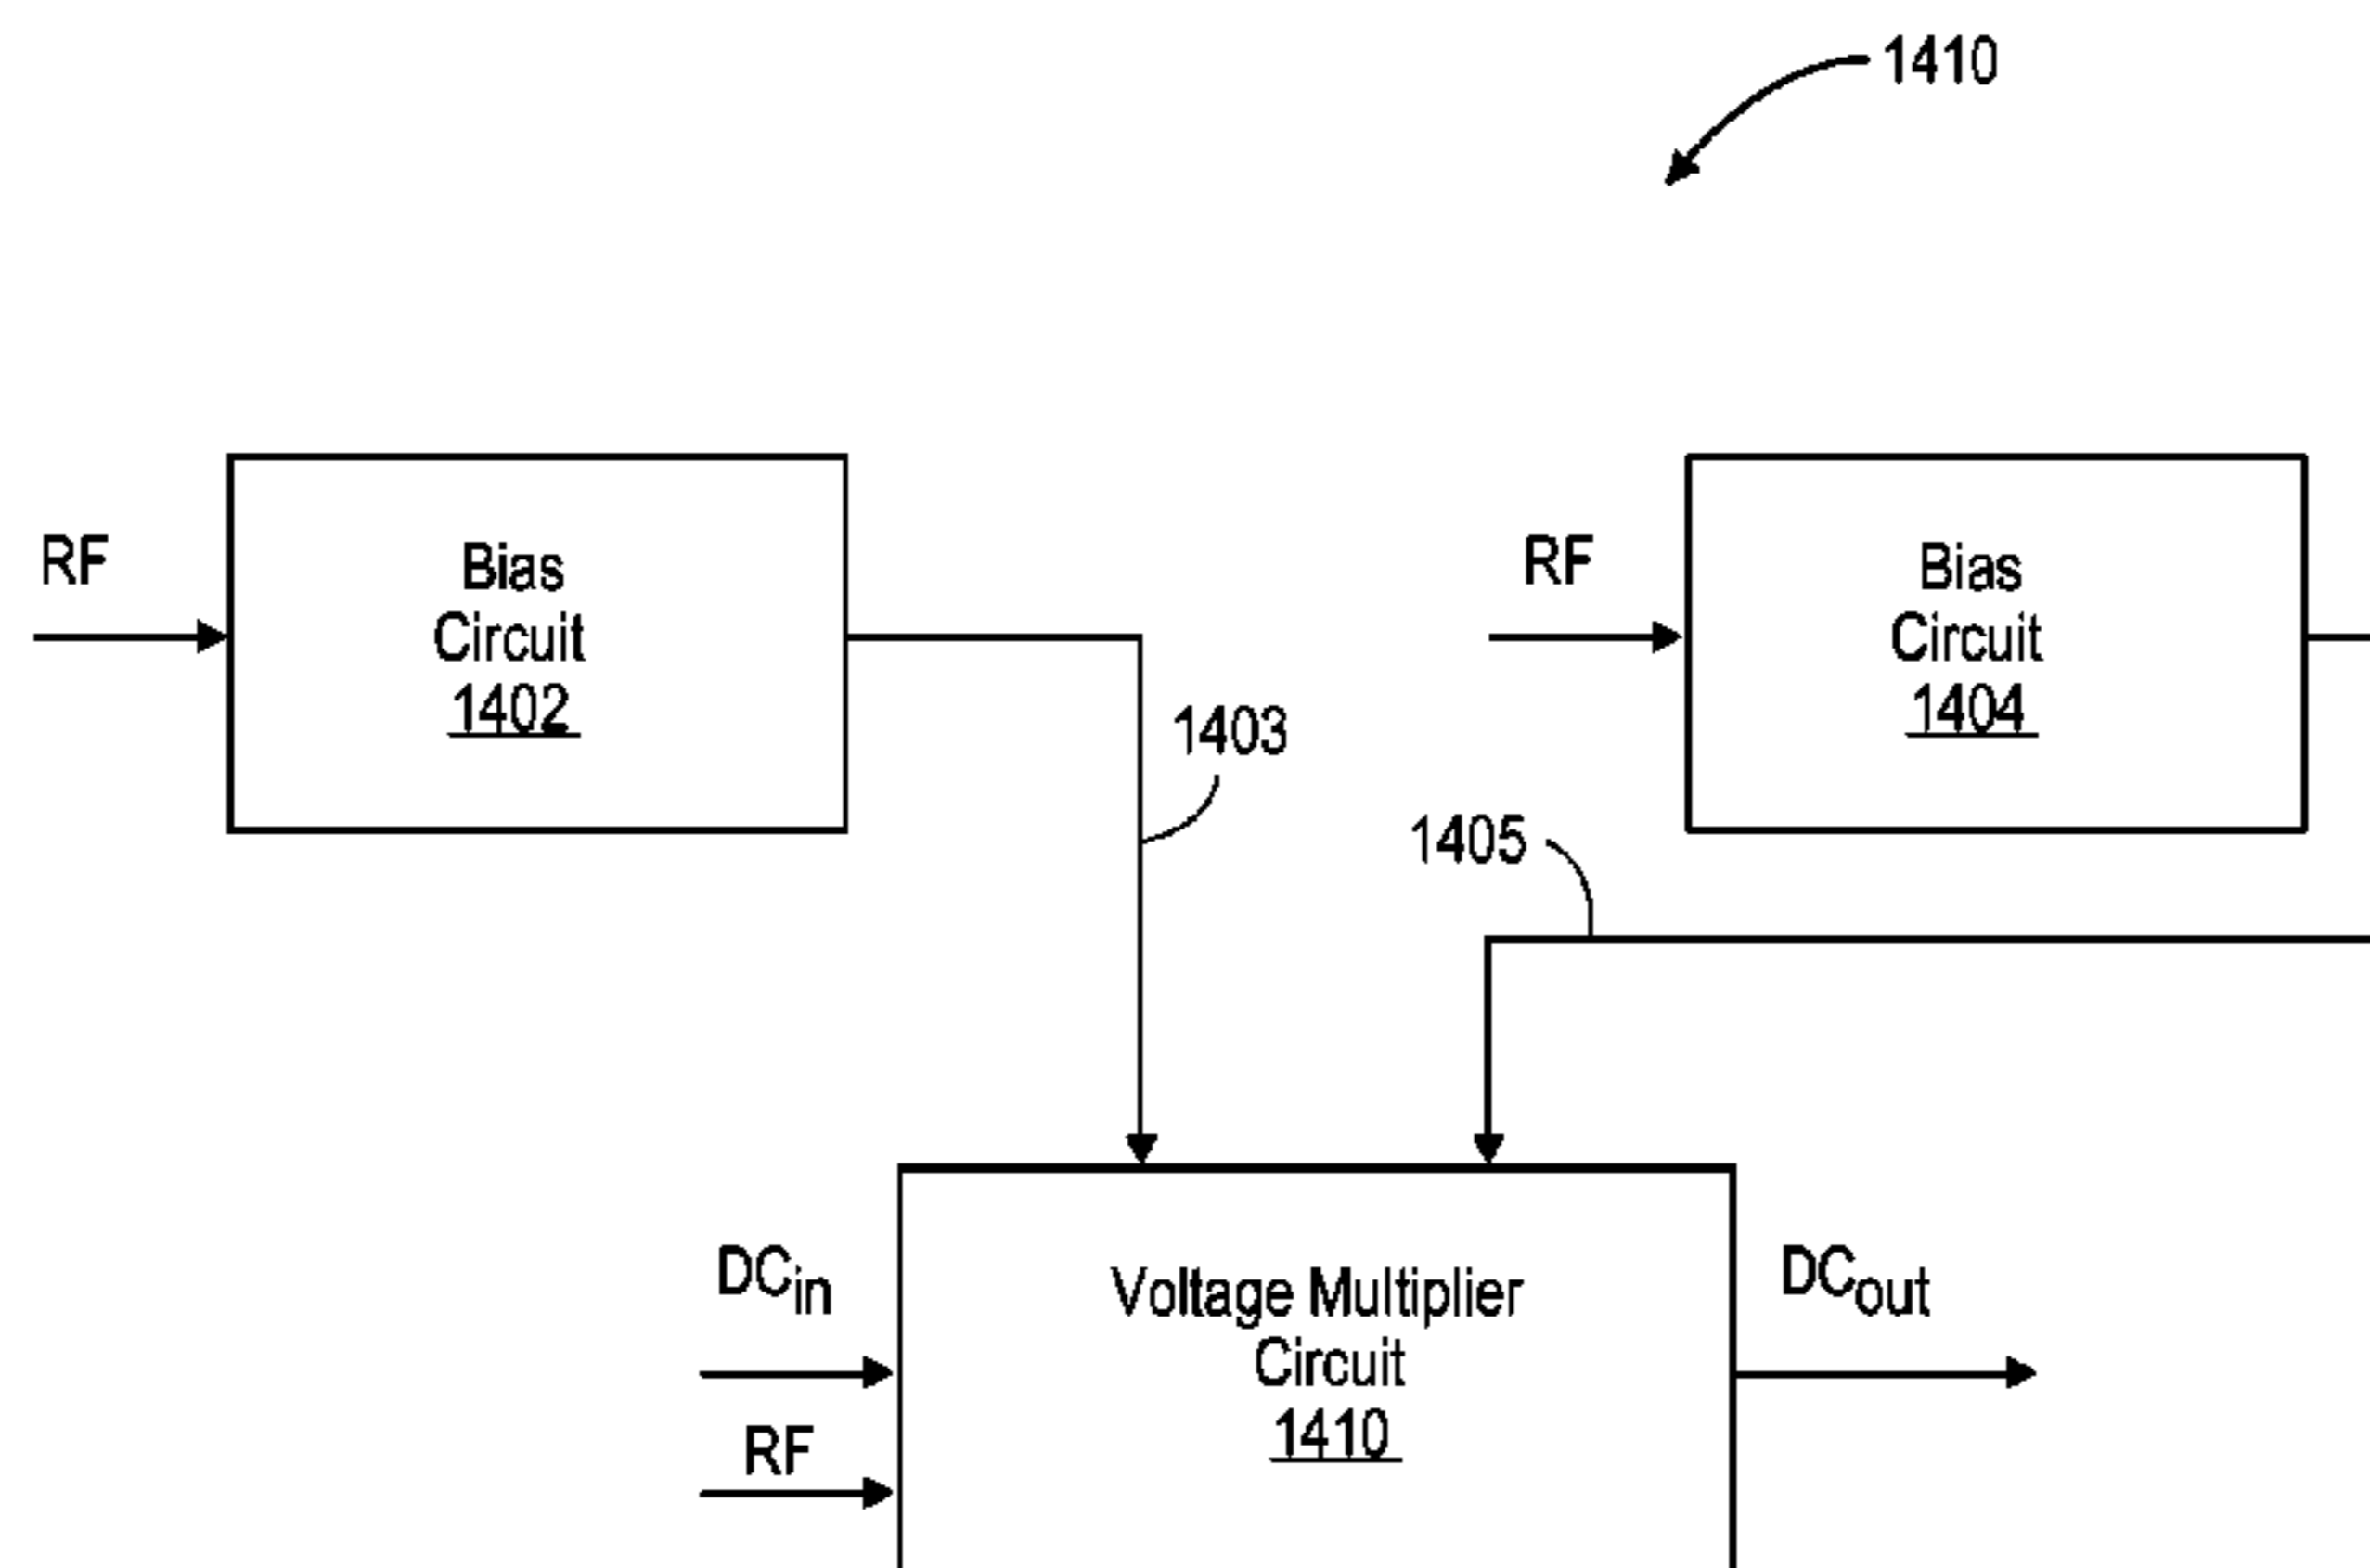 1410
RF
Bias
Circuit
1402
RF
Bias
Circuit
1404
1403
1405
DCin
RF
Voltage Multiplier
Circuit
1410
DCout